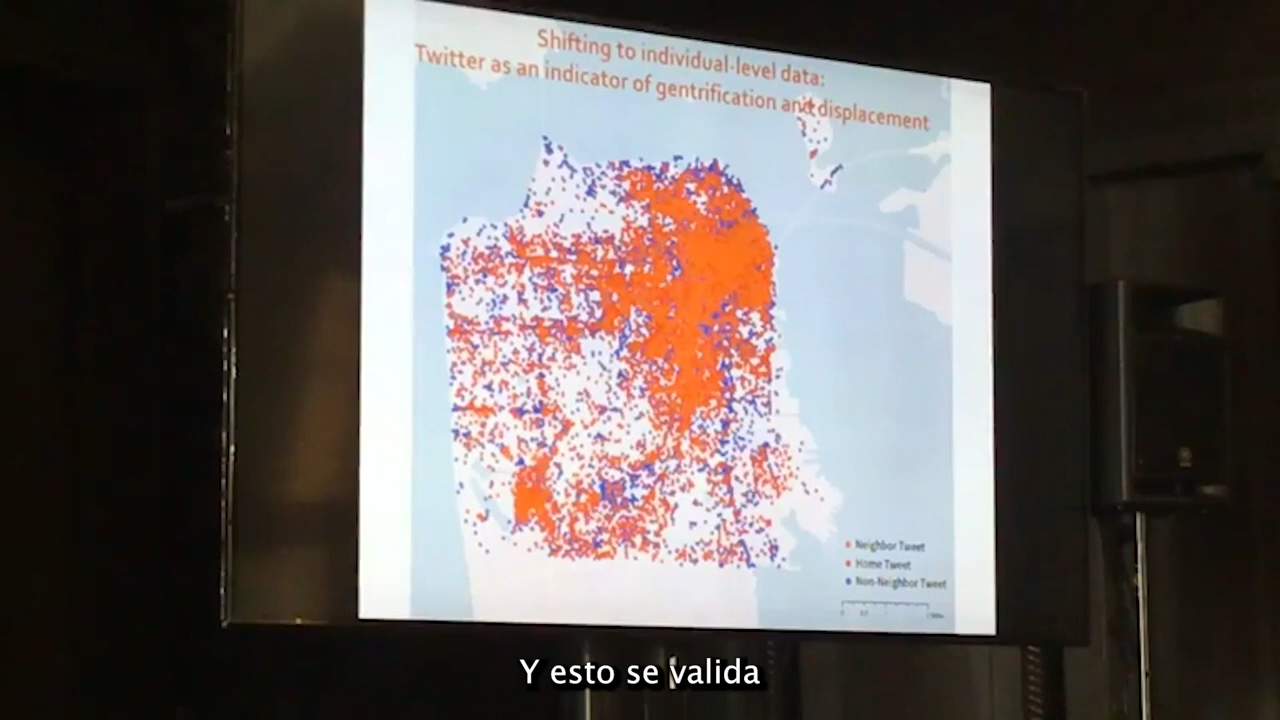 Shifting to individual-level data:
Twitter as an indicator of gentrification and displacement
Neighbor Tweet
Home Tweet
Non-Neighbor Tweet
Y esto se valida